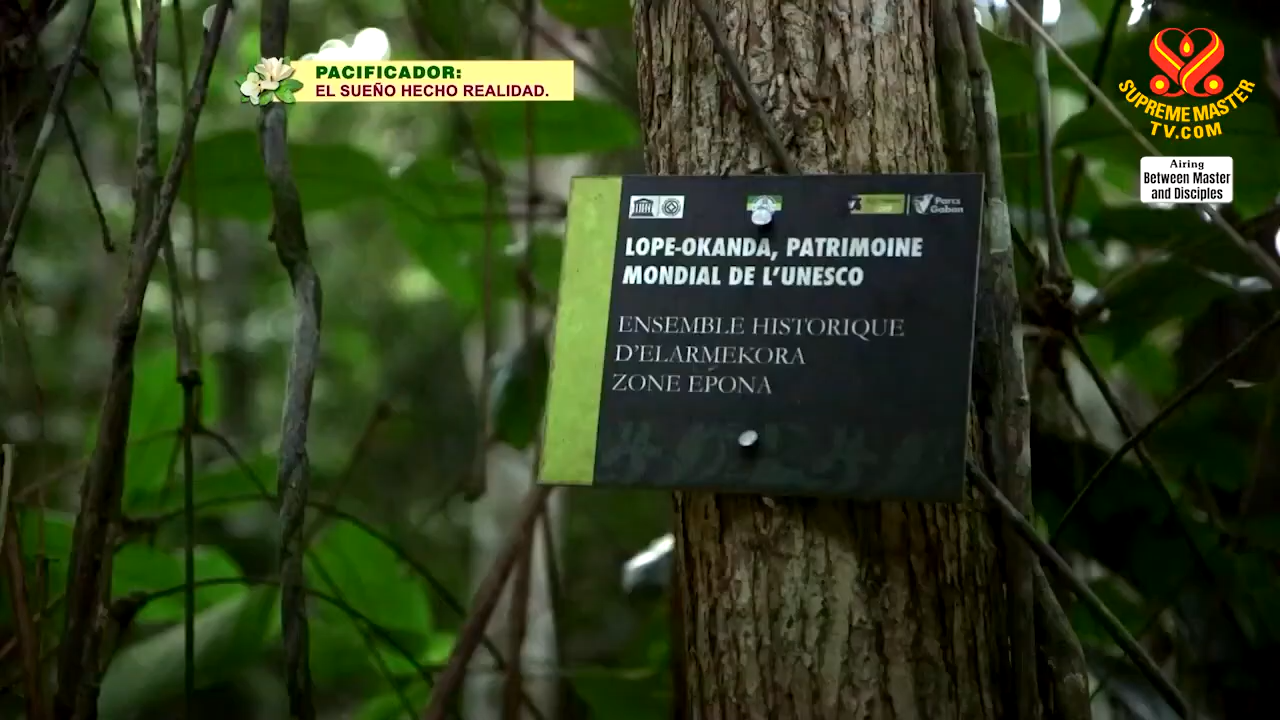 PACIFICADOR:
EL SUEÑO HECHO REALIDAD.
SUPREME MASTER
TV.COM
Airing
Between Master
and Disciples
Parcs
Gabon
LOPE-OKANDA, PATRIMOINE
MONDIAL DE L'UNESCO
ENSEMBLE HISTORIQUE
D'ELARMEKORA
ZONE EPONA